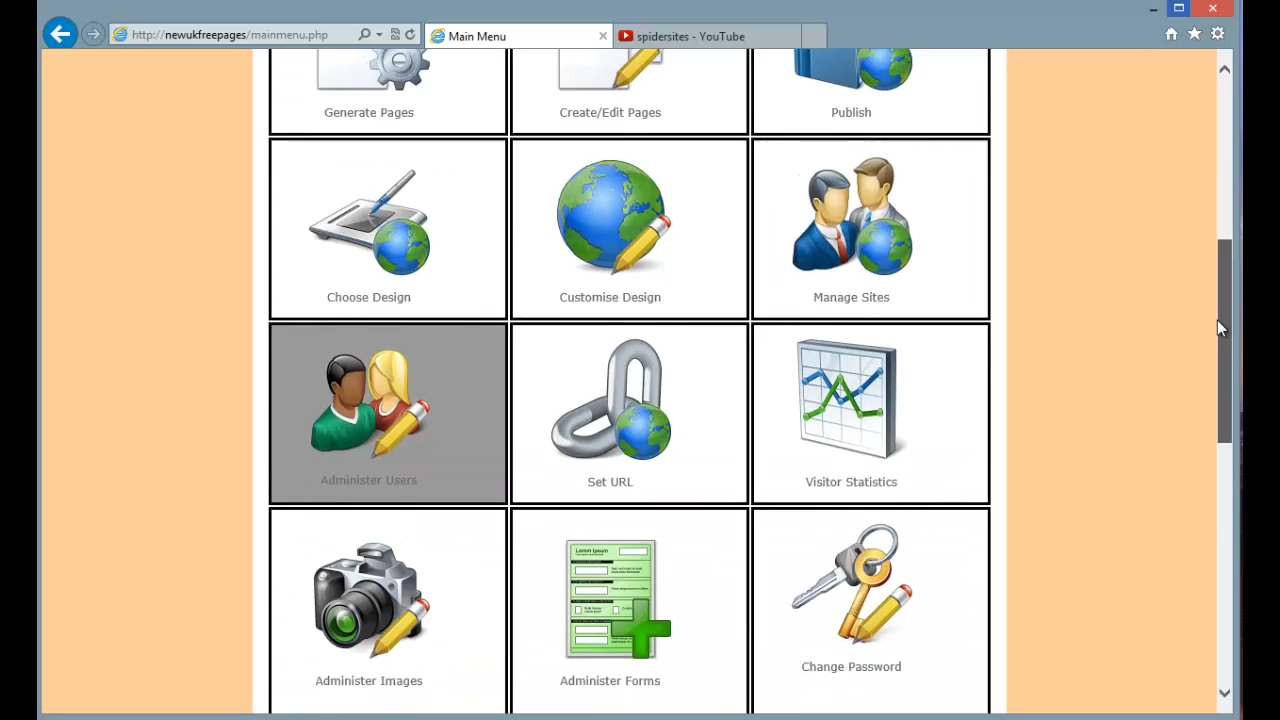 http://newukfreepages/mainmenu.php
Main Menu
spidersites - YouTube
Generate Pages
Create/Edit Pages
Publish
Choose Design
Customise Design
Manage Sites
Administer Users
Set URL
Visitor Statistics
Lorem Ipsum
Administer Images
Administer Forms
Change Password